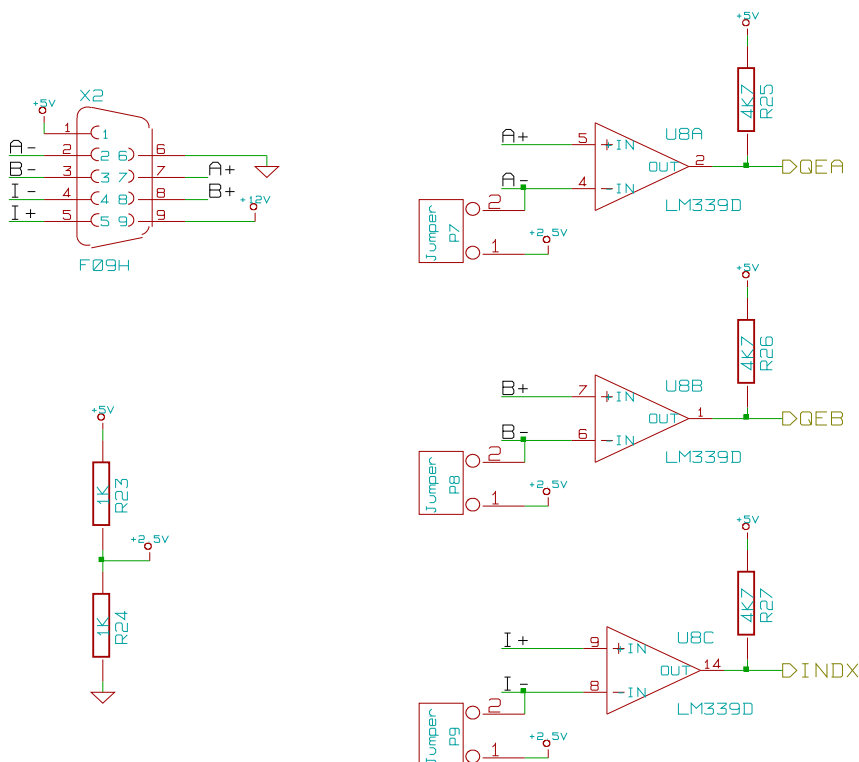 X2
+5V
1
1
A-
2
2
6
6
B-
3
3
7
7
A+
I-
4
4
8
8
B+
I+
5
5
9
9
+12V
F09H
+5V
1K
R23
+2 5V
1K
R24
+5V
4K7
R25
A+
5
+IN
U8A
OUT
2
QEA
A-
4
-IN
LM339D
Jumper
P7
2
1
+2 5V
+5V
4K7
R26
B+
7
+IN
U8B
OUT
1
QEB
B-
6
-IN
LM339D
Jumper
P8
2
1
+2 5V
+5V
4K7
R27
I+
9
+IN
U8C
OUT
14
INDX
I-
8
-IN
LM339D
Jumper
P9
2
1
+2 5V